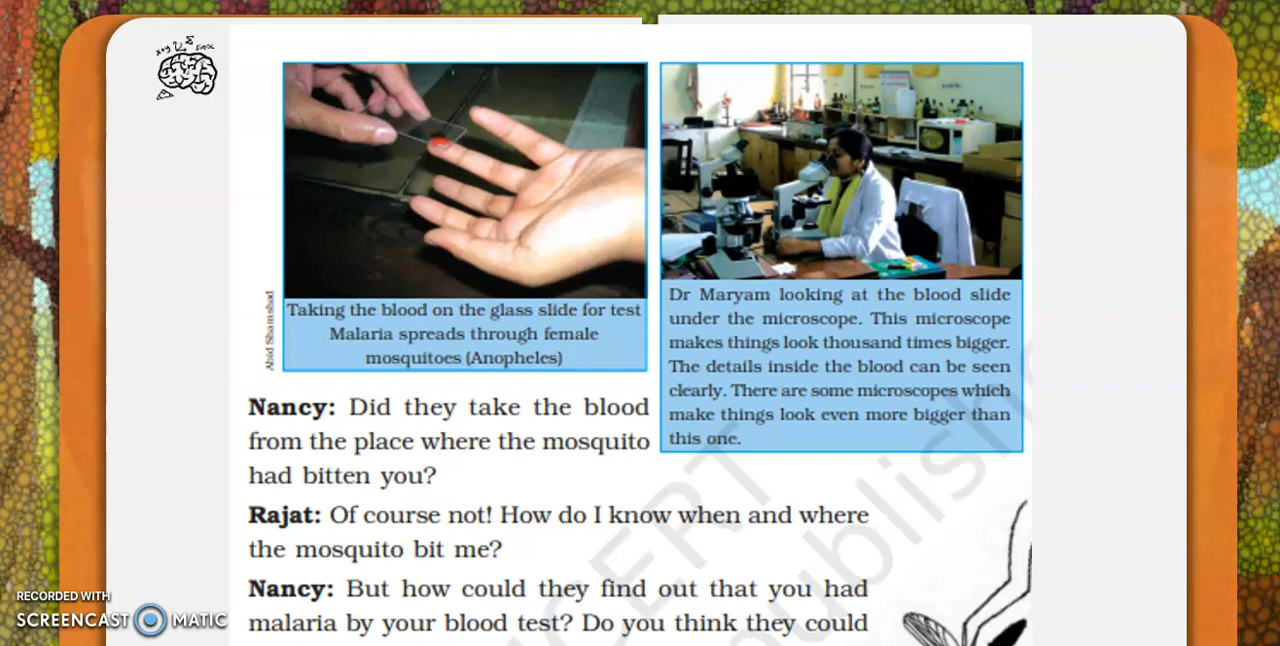 Abid Shamshad
Taking the blood on the glass slide for test
Malaria spreads through female
mosquitoes (Anopheles)
Dr Maryam looking at the blood slide
under the microscope. This microscope
makes things look thousand times bigger.
The details inside the blood can be seen
clearly. There are some microscopes which
make things look even more bigger than
this one.
Nancy: Did they take the blood
from the place where the mosquito
had bitten you?
Rajat: Of course not! How do I know when and where
the mosquito bit me?
Nancy: But how could they find out that you had
malaria by your blood test? Do you think they could
RECORDED WITH
SCREENCAST MATIC